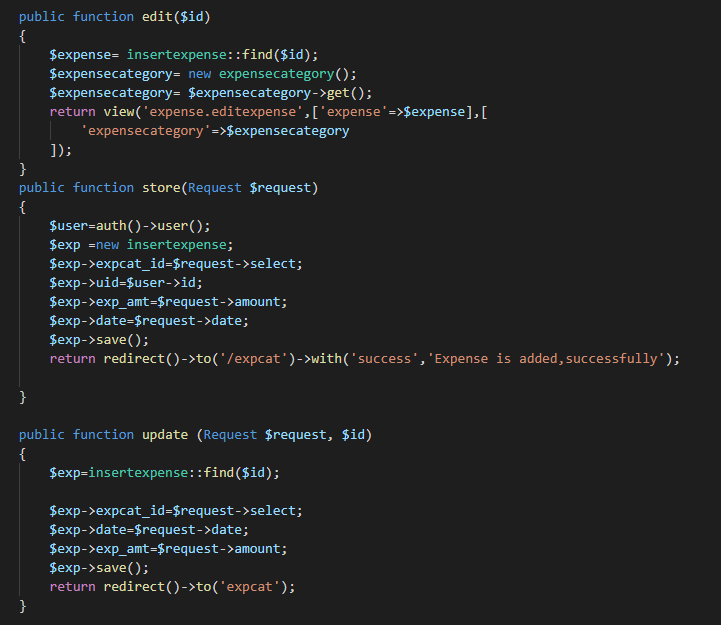 public function edit($id)
{
    $expense= insertexpense::find($id);
    $expensecategory= new expensecategory();
    $expensecategory= $expensecategory->get();
    return view('expense.editexpense',['expense'=>$expense],[
        'expensecategory'=>$expensecategory
    ]);
}
public function store(Request $request)
{
    $user=auth()->user();
    $exp =new insertexpense;
    $exp->expcat_id=$request->select;
    $exp->uid=$user->id;
    $exp->exp_amt=$request->amount;
    $exp->date=$request->date;
    $exp->save();
    return redirect()->to('/expcat')->with('success','Expense is added,successfully');
}
public function update (Request $request, $id)
{
    $exp=insertexpense::find($id);
    $exp->expcat_id=$request->select;
    $exp->date=$request->date;
    $exp->exp_amt=$request->amount;
    $exp->save();
    return redirect()->to('expcat');
}